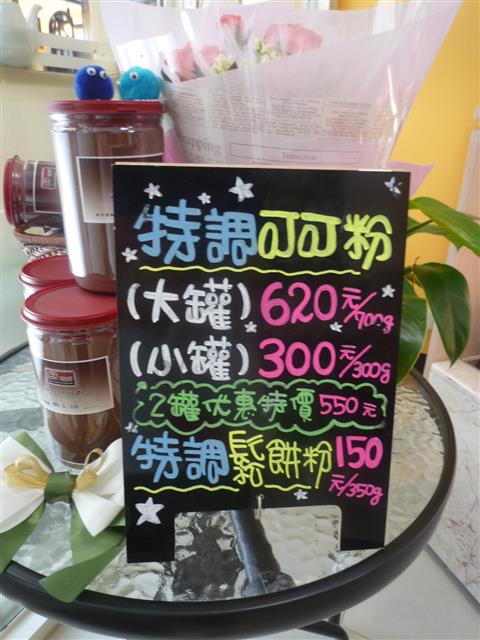 特調可可粉
(大罐)620元/700g
(小罐)300元/300g
2罐优惠特價 550元
特調鬆餅粉150
元/350g